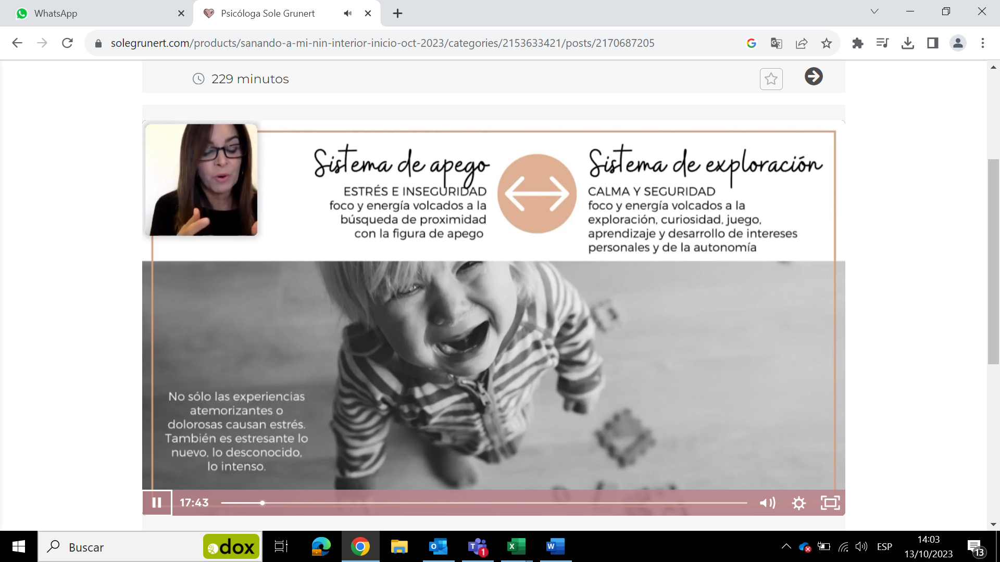 WhatsApp
Psicóloga Sole Grunert
solegrunert.com/products/sanando-a-mi-nin-interior-inicio-oct-2023/categories/2153633421/posts/2170687205
229 minutos
Sistema de apego
ESTRÉS E INSEGURIDAD
foco y energía volcados a la
búsqueda de proximidad
con la figura de apego
Sistema de exploración
CALMA Y SEGURIDAD
foco y energía volcados a la
exploración, curiosidad, juego,
aprendizaje y desarrollo de intereses
personales y de la autonomía
No sólo las experiencias
atemorizantes o
dolorosas causan estrés.
También es estresante lo
nuevo, lo desconocido,
lo intenso.
17:43
Buscar
dox
1
ESP
14:03
13/10/2023
13